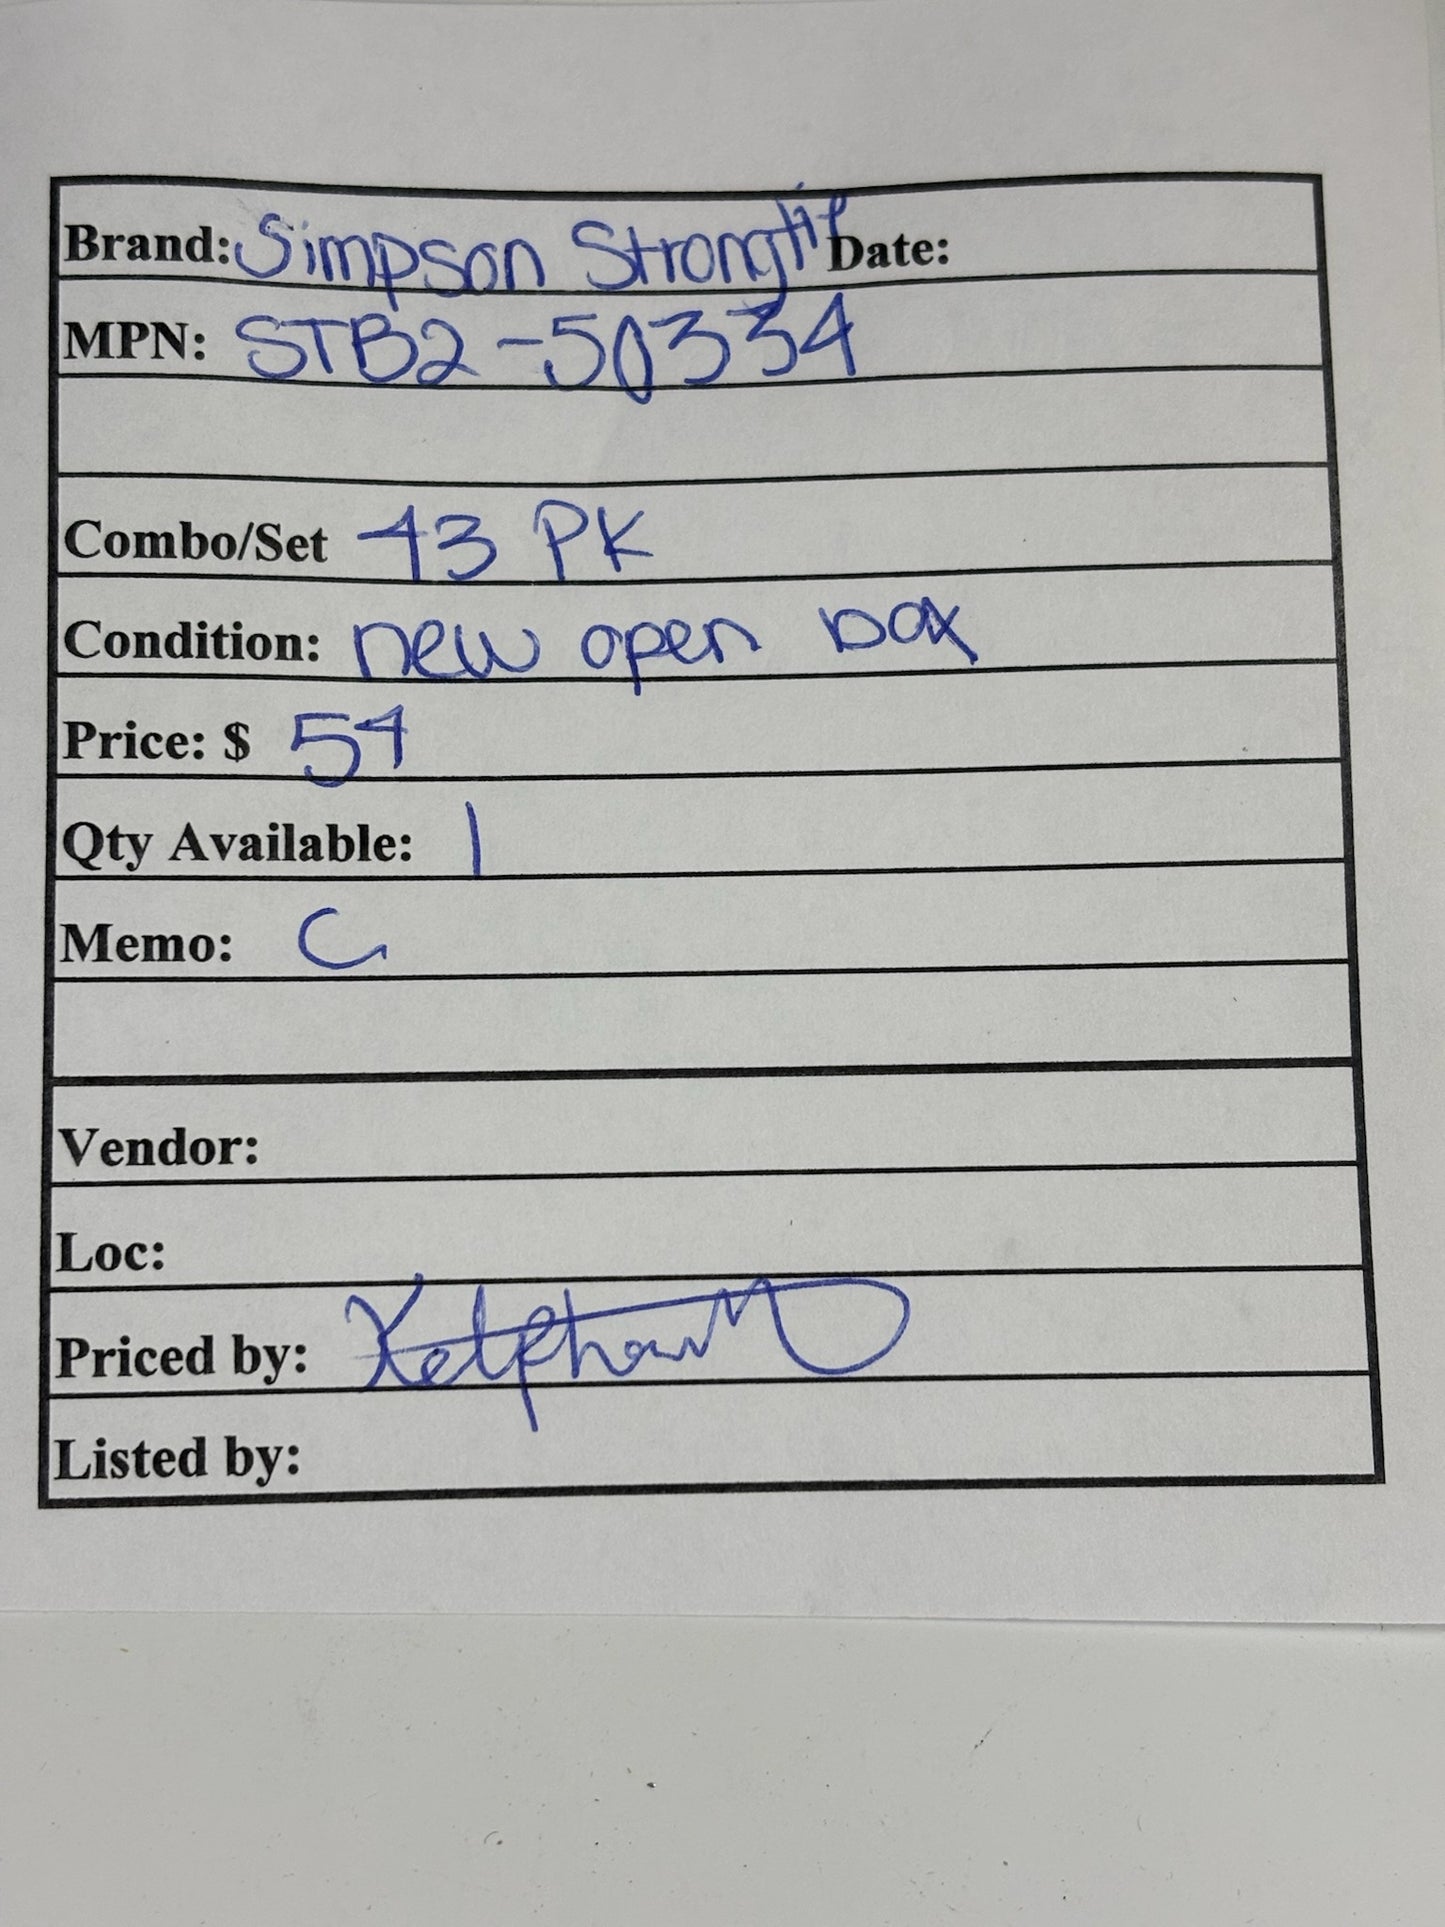 Brand: Simpson Strongtie Date:
MPN: STB2-50334
Combo/Set 43 PK
Condition: new open box
Price: $ 54
Qty Available: 1
Memo: C
Vendor:
Loc:
Priced by:
Listed by: